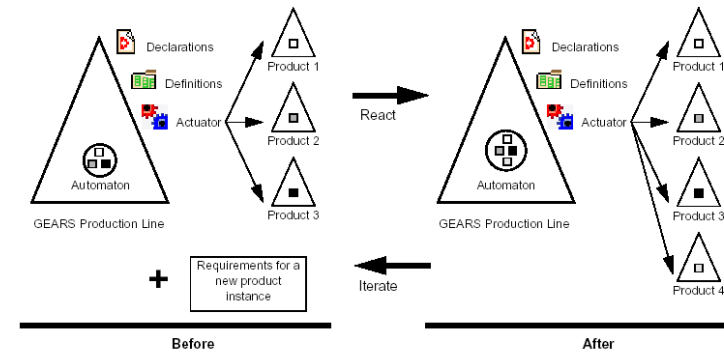 Declarations
Definitions
Actuator
Automaton
GEARS Production Line
Product 1
Product 2
Product 3
+
Requirements for a
new product
instance
Before
React
Iterate
Declarations
Definitions
Actuator
Automaton
GEARS Production Line
Product 1
Product 2
Product 3
Product 4
After